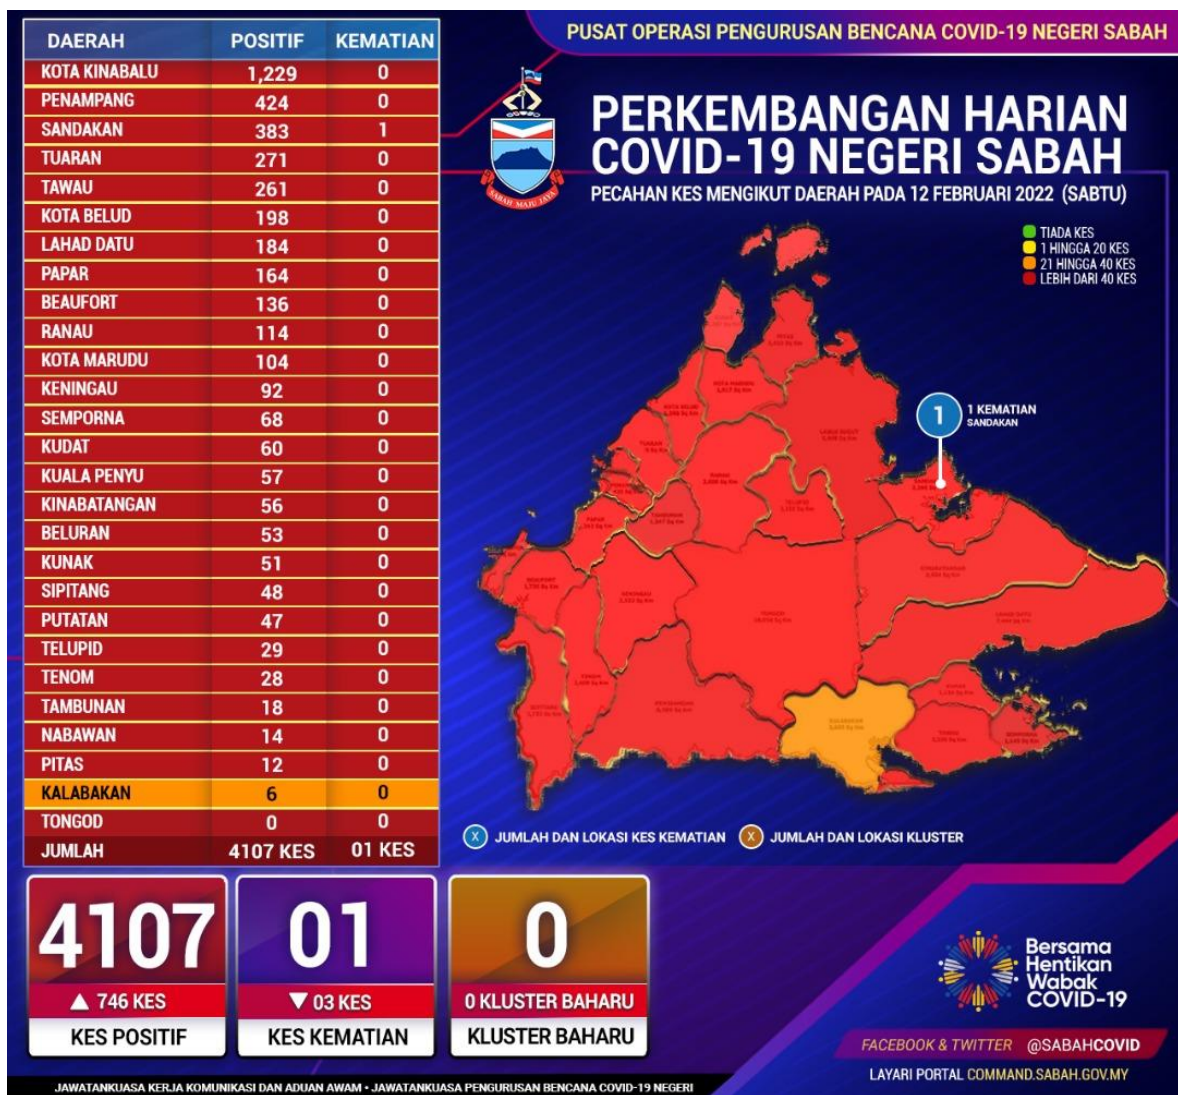 DAERAH POSITIF KEMATIAN
KOTA KINABALU 1,229 0
PENAMPANG 424 0
SANDAKAN 383 1
TUARAN 271 0
TAWAU 261 0
KOTA BELUD 198 0
LAHAD DATU 184 0
PAPAR 164 0
BEAUFORT 136 0
RANAU 114 0
KOTA MARUDU 104 0
KENINGAU 92 0
SEMPORNA 68 0
KUDAT 60 0
KUALA PENYU 57 0
KINABATANGAN 56 0
BELURAN 53 0
KUNAK 51 0
SIPITANG 48 0
PUTATAN 47 0
TELUPID 29 0
TENOM 28 0
TAMBUNAN 18 0
NABAWAN 14 0
PITAS 12 0
KALABAKAN 6 0
TONGOD 0 0
JUMLAH 4107 KES 01 KES
PUSAT OPERASI PENGURUSAN BENCANA COVID-19 NEGERI SABAH
SABAH MAJU JAYA
PERKEMBANGAN HARIAN
COVID-19 NEGERI SABAH
PECAHAN KES MENGIKUT DAERAH PADA 12 FEBRUARI 2022 (SABTU)
TIADA KES
1 HINGGA 20 KES
21 HINGGA 40 KES
LEBIH DARI 40 KES
1
1 KEMATIAN
SANDAKAN
X JUMLAH DAN LOKASI KES KEMATIAN
X JUMLAH DAN LOKASI KLUSTER
4107
▲ 746 KES
KES POSITIF
01
▼ 03 KES
KES KEMATIAN
0
0 KLUSTER BAHARU
KLUSTER BAHARU
Bersama
Hentikan
Wabak
COVID-19
FACEBOOK & TWITTER @SABAHCOVID
LAYARI PORTAL COMMAND.SABAH.GOV.MY
JAWATANKUASA KERJA KOMUNIKASI DAN ADUAN AWAM • JAWATANKUASA PENGURUSAN BENCANA COVID-19 NEGERI